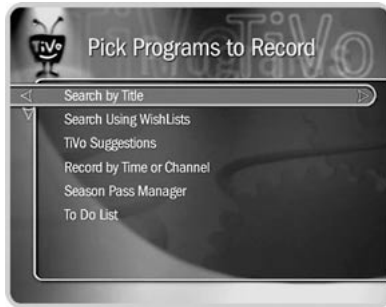 TiVo
Pick Programs to Record
Search by Title
Search Using WishLists
TiVo Suggestions
Record by Time or Channel
Season Pass Manager
To Do List